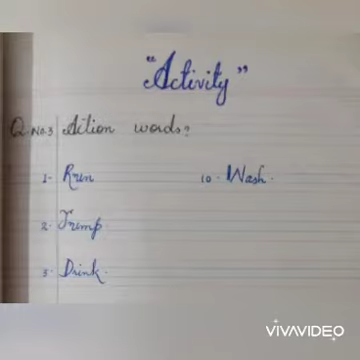 "Activity"
Q.No.3 Action words?
1. Run
10. Wash.
2. Jump.
3. Drink.
VIVAVIDEO